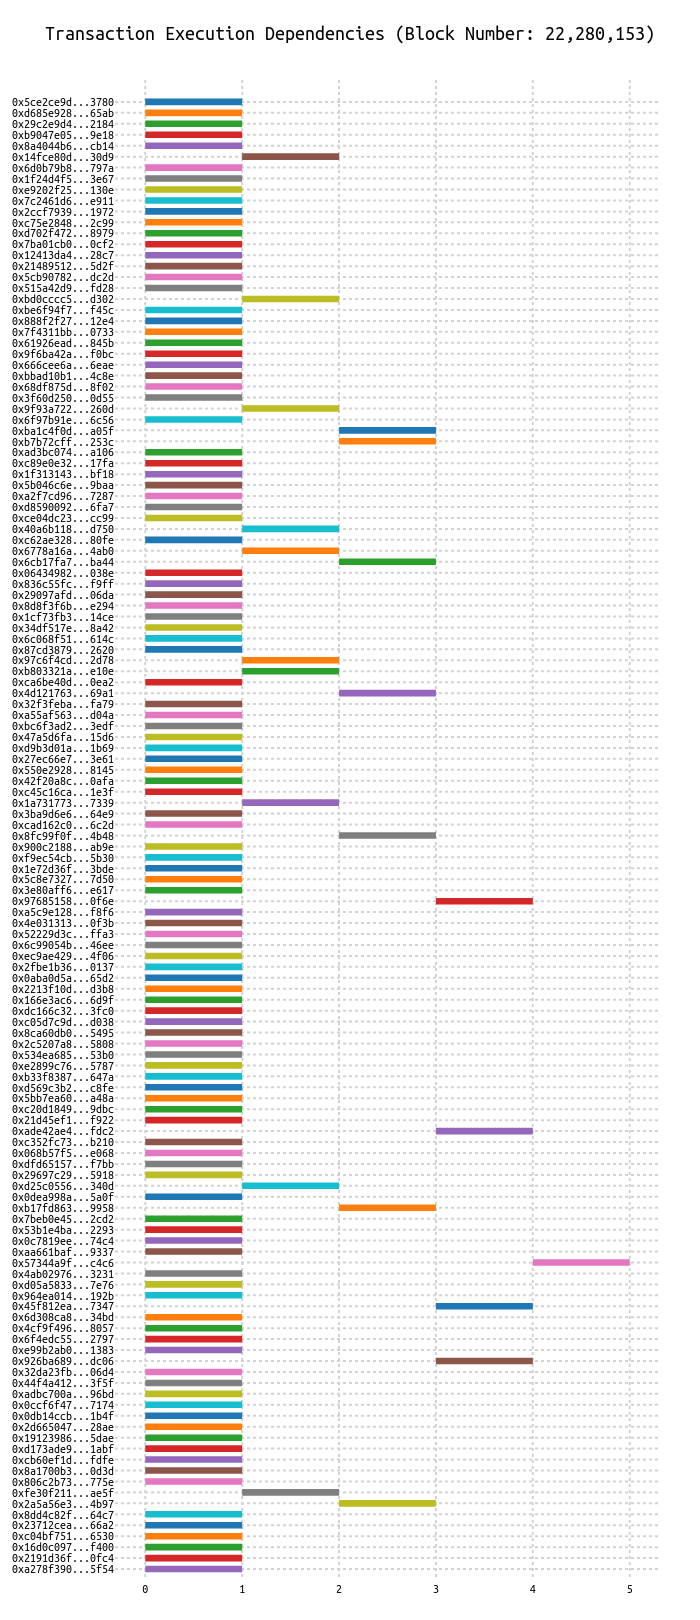 Transaction Execution Dependencies (Block Number: 22,280,153)
0x5ce2ce9d...3780
0xd685e928...65ab
0x29c2e9d4...2184
0xb9047e05...9e18
0x8a4044b6...cb14
0x14fce80d...30d9
0x6d0b79b8...797a
0x1f24d4f5...3e67
0xe9202f25...130e
0x7c2461d6...e911
0x2ccf7939...1972
0xc75e2848...2c99
0xd702f472...8979
0x7ba01cb0...0cf2
0x12413da4...28c7
0x21489512...5d2f
0x5cb90782...dc2d
0x515a42d9...fd28
0xbd0cccc5...d302
0xbe6f94f7...f45c
0x888f2f27...12e4
0x7f4311bb...0733
0x61926ead...845b
0x9f6ba42a...f0bc
0x666cee6a...6eae
0xbbad10b1...4c8e
0x68df875d...8f02
0x3f60d250...0d55
0x9f93a722...260d
0x6f97b91e...6c56
0xba1c4f0d...a05f
0xb7b72cff...253c
0xad3bc074...a106
0xc89e0e32...17fa
0x1f313143...bf18
0x5b046c6e...9baa
0xa2f7cd96...7287
0xd8590092...6fa7
0xce04dc23...cc99
0x40a6b118...d750
0xc62ae328...80fe
0x6778a16a...4ab0
0x6cb17fa7...ba44
0x06434982...038e
0x836c55fc...f9ff
0x29097afd...06da
0x8d8f3f6b...e294
0x1cf73fb3...14ce
0x34df517e...8a42
0x6c068f51...614c
0x87cd3879...2620
0x97c6f4cd...2d78
0xb803321a...e10e
0xca6be40d...0ea2
0x4d121763...69a1
0x32f3feba...fa79
0xa55af563...d04a
0xbc6f3ad2...3edf
0x47a5d6fa...15d6
0xd9b3d01a...1b69
0x27ec66e7...3e61
0x550e2928...8145
0x42f20a8c...0afa
0xc45c16ca...1e3f
0x1a731773...7339
0x3ba9d6e6...64e9
0xcad162c0...6c2d
0x8fc99f0f...4b48
0x900c2188...ab9e
0xf9ec54cb...5b30
0x1e72d36f...3bde
0x5c8e7327...7d50
0x3e80aff6...e617
0x97685158...0f6e
0xa5c9e128...f8f6
0x4e031313...0f3b
0x52229d3c...ffa3
0x6c99054b...46ee
0xec9ae429...4f06
0x2fbe1b36...0137
0x0aba0d5a...65d2
0x2213f10d...d3b8
0x166e3ac6...6d9f
0xdc166c32...3fc0
0xc05d7c9d...d038
0x8ca60db0...5495
0x2c5207a8...5808
0x534ea685...53b0
0xe2899c76...5787
0xb33f8387...647a
0xd569c3b2...c8fe
0x5bb7ea60...a48a
0xc20d1849...9dbc
0x21d45ef1...f922
0xade42ae4...fdc2
0xc352fc73...b210
0x068b57f5...e068
0xdfd65157...f7bb
0x29697c29...5918
0xd25c0556...340d
0x0dea998a...5a0f
0xb17fd863...9958
0x7beb0e45...2cd2
0x53b1e4ba...2293
0x0c7819ee...74c4
0xaa661baf...9337
0x57344a9f...c4c6
0x4ab02976...3231
0xd05a5833...7e76
0x964ea014...192b
0x45f812ea...7347
0x6d308ca8...34bd
0x4cf9f496...8057
0x6f4edc55...2797
0xe99b2ab0...1383
0x926ba689...dc06
0x32da23fb...06d4
0x44f4a412...3f5f
0xadbc700a...96bd
0x0ccf6f47...7174
0x0db14ccb...1b4f
0x2d665047...28ae
0x19123986...5dae
0xd173ade9...1abf
0xcb60ef1d...fdfe
0x8a1700b3...0d3d
0x806c2b73...775e
0xfe30f211...ae5f
0x2a5a56e3...4b97
0x8dd4c82f...64c7
0x23712cea...66a2
0xc04bf751...6530
0x16d0c097...f400
0x2191d36f...0fc4
0xa278f390...5f54
0 1 2 3 4 5